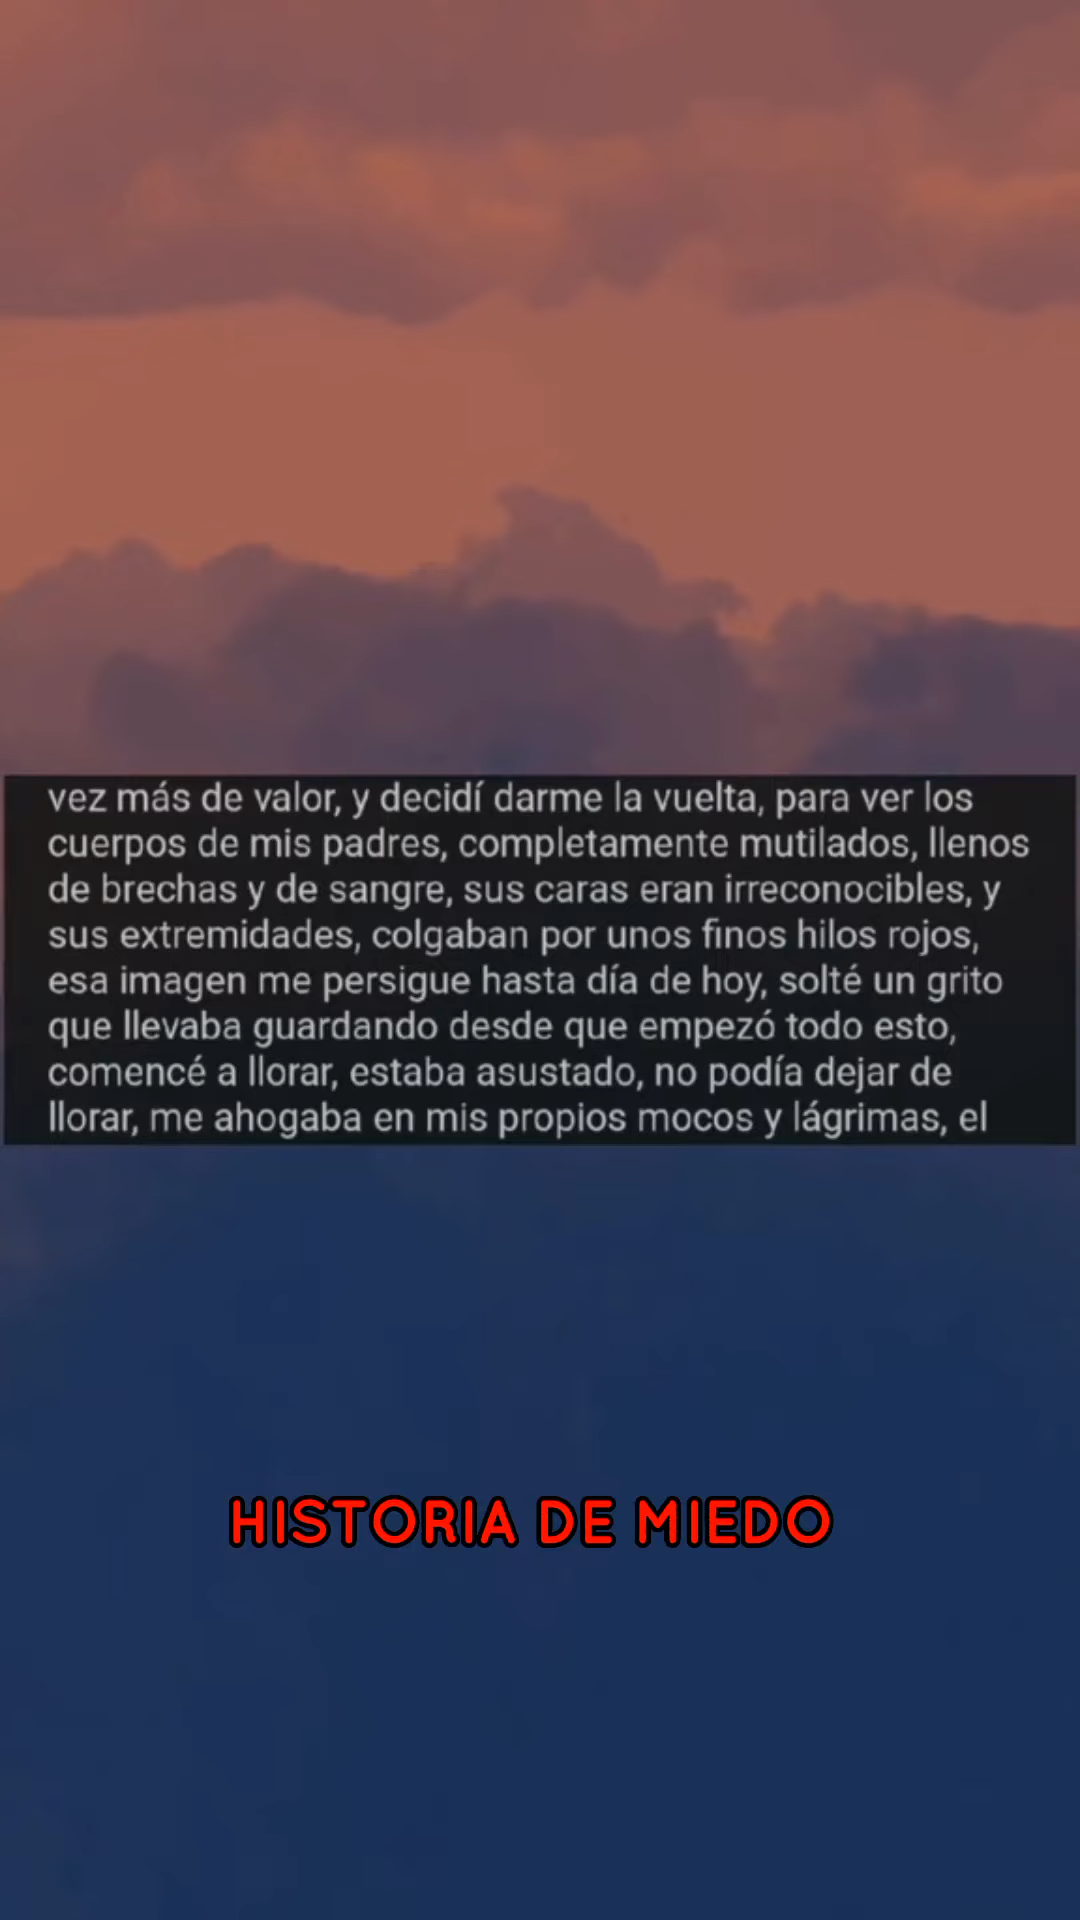 vez más de valor, y decidí darme la vuelta, para ver los
cuerpos de mis padres, completamente mutilados, llenos
de brechas y de sangre, sus caras eran irreconocibles, y
sus extremidades, colgaban por unos finos hilos rojos,
esa imagen me persigue hasta día de hoy, solté un grito
que llevaba guardando desde que empezó todo esto,
comencé a llorar, estaba asustado, no podía dejar de
llorar, me ahogaba en mis propios mocos y lágrimas, el
HISTORIA DE MIEDO